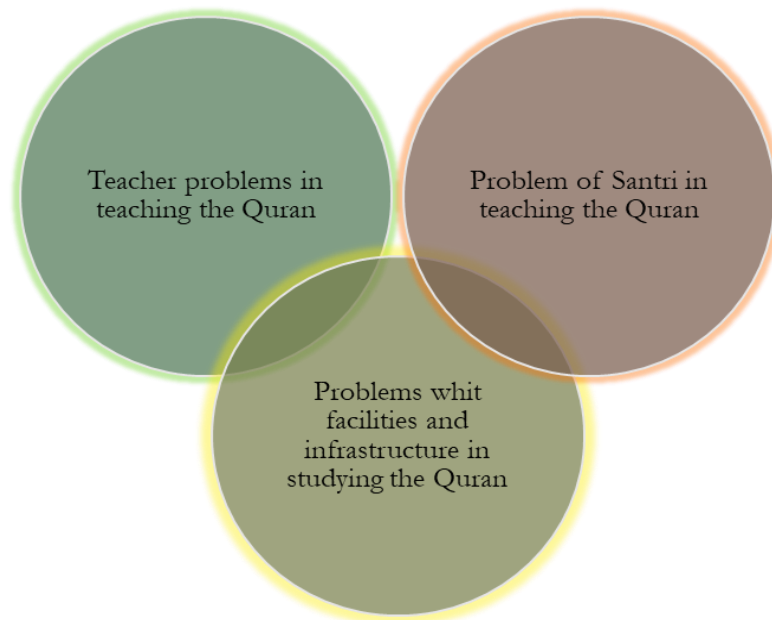 Teacher problems in
teaching the Quran
Problem of Santri in
teaching the Quran
Problems whit
facilities and
infrastructure in
studying the Quran